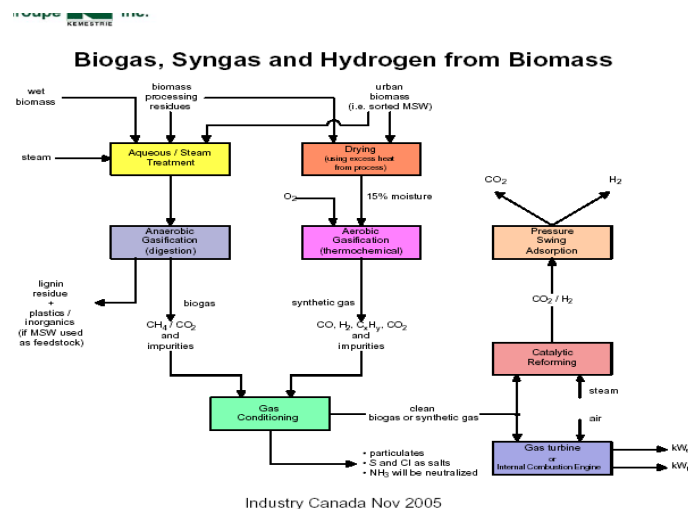 Inc.
KEMESTRIE
Biogas, Syngas and Hydrogen from Biomass
wet
biomass
biomass
processing
residues
urban
biomass
(i.e. sorted MSW)
steam
Aqueous / Steam
Treatment
Drying
(using excess heat
from process)
CO2
H2
O2
15% moisture
Anaerobic
Gasification
(digestion)
Aerobic
Gasification
(thermochemical)
Pressure
Swing
Adsorption
lignin
residue
+
plastics /
inorganics
(if MSW used
as feedstock)
biogas
synthetic gas
CO2 / H2
CH4 / CO2
and
impurities
CO, H2, CxHy, CO2
and
impurities
Catalytic
Reforming
steam
Gas
Conditioning
clean
biogas or synthetic gas
air
• particulates
• S and Cl as salts
• NH3 will be neutralized
Gas turbine
or
Internal Combustion Engine
kW
kW
Industry Canada Nov 2005